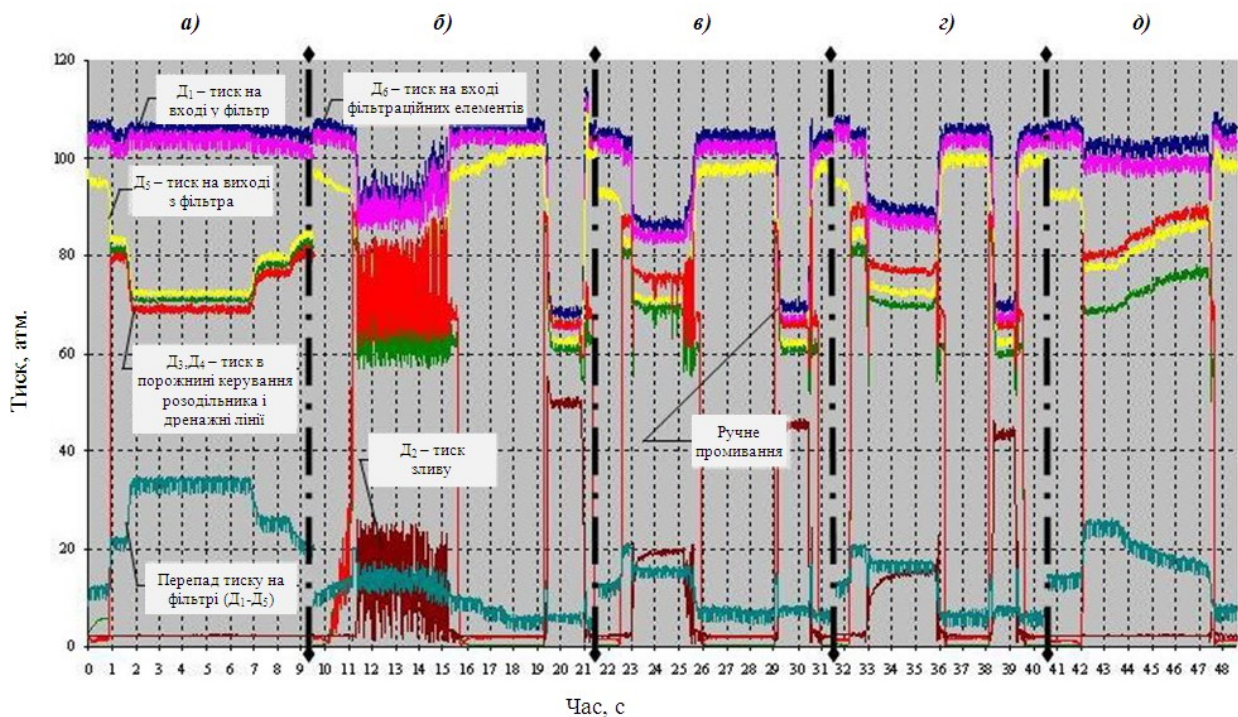 а) б) в) г) д)
120
100
80
60
40
20
0
Тиск, атм.
Д1 – тиск на
вході у фільтр
Д6 – тиск на вході
фільтраційних елементів
Д5 – тиск на виході
з фільтра
Д3,Д4 – тиск в
порожнині керування
розодільника і
дренажні лінії
Д2 – тиск
зливу
Ручне
промивання
Перепад тиску на
фільтрі (Д1-Д5)
0 1 2 3 4 5 6 7 8 9 10 11 12 13 14 15 16 17 18 19 20 21 22 23 24 25 26 27 28 29 30 31 32 33 34 35 36 37 38 39 40 41 42 43 44 45 46 47 48
Час, с